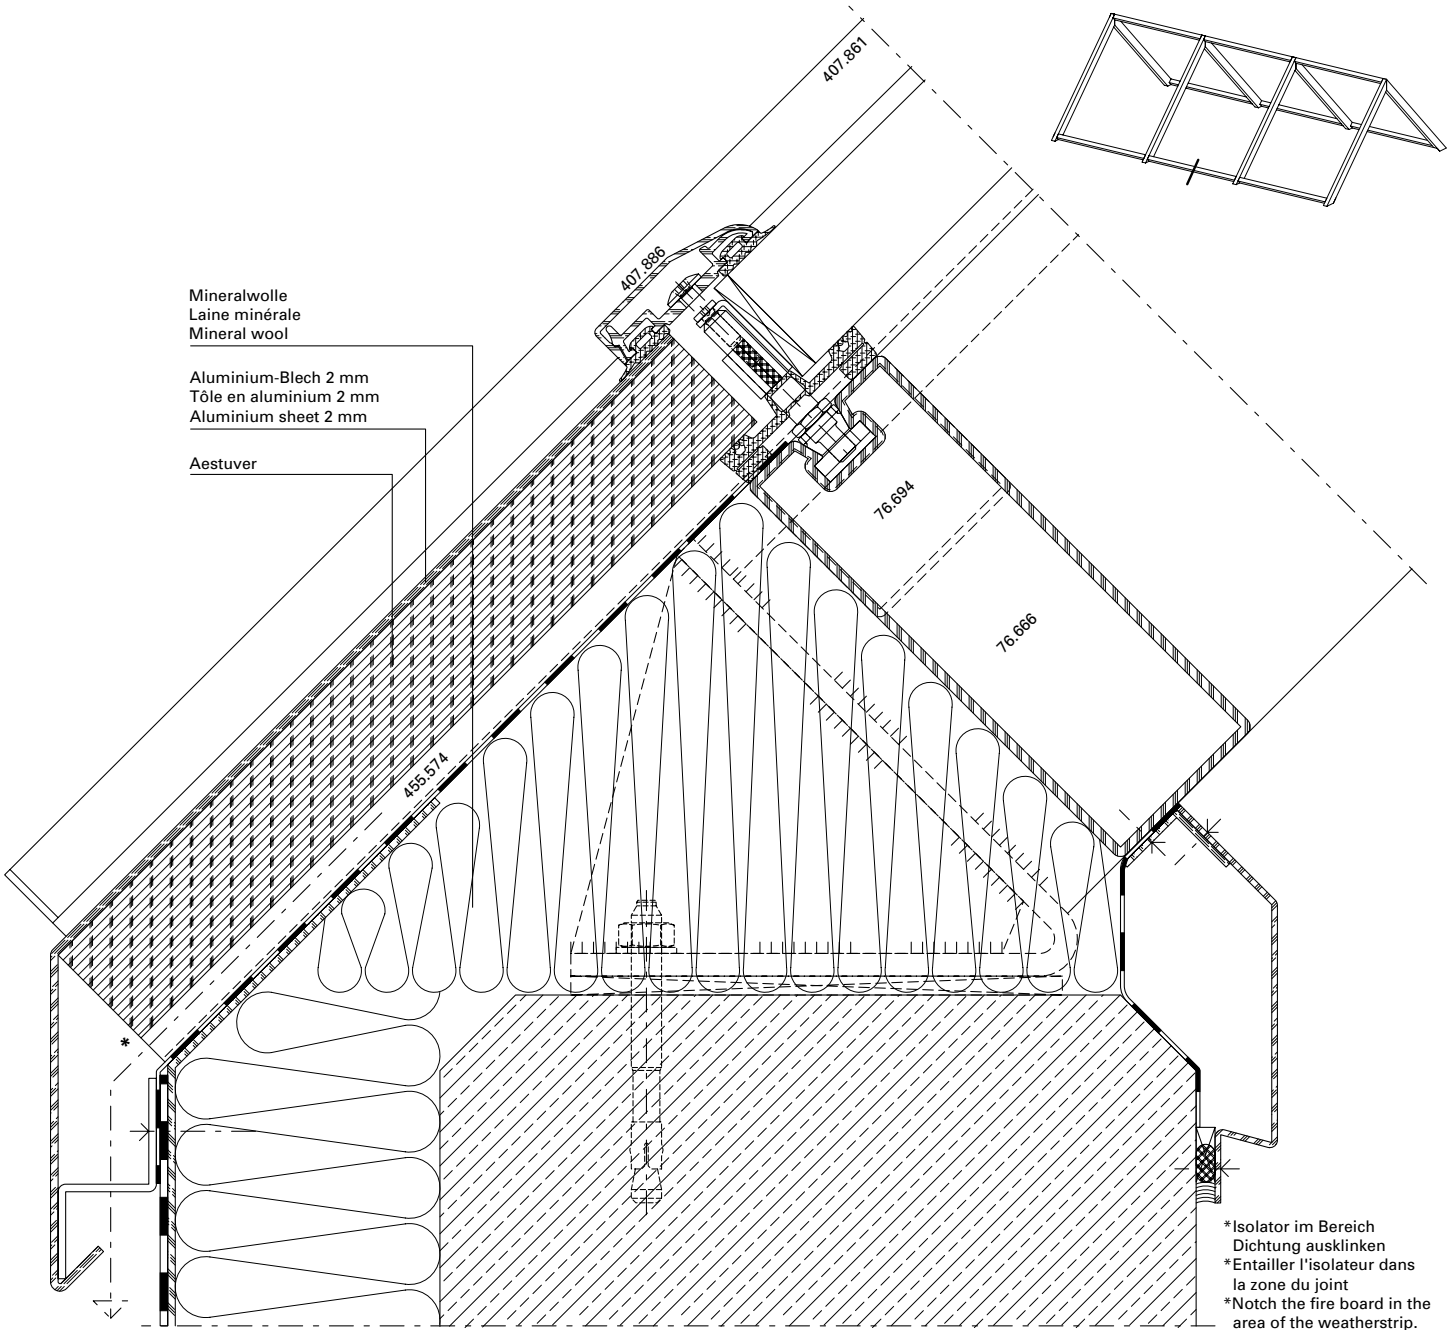 407.861
407.886
Mineralwolle
Laine minérale
Mineral wool
Aluminium-Blech 2 mm
Tôle en aluminium 2 mm
Aluminium sheet 2 mm
Aestuver
76.694
76.666
455.574
*
*Isolator im Bereich
Dichtung ausklinken
*Entailler l'isolateur dans
la zone du joint
*Notch the fire board in the
area of the weatherstrip.